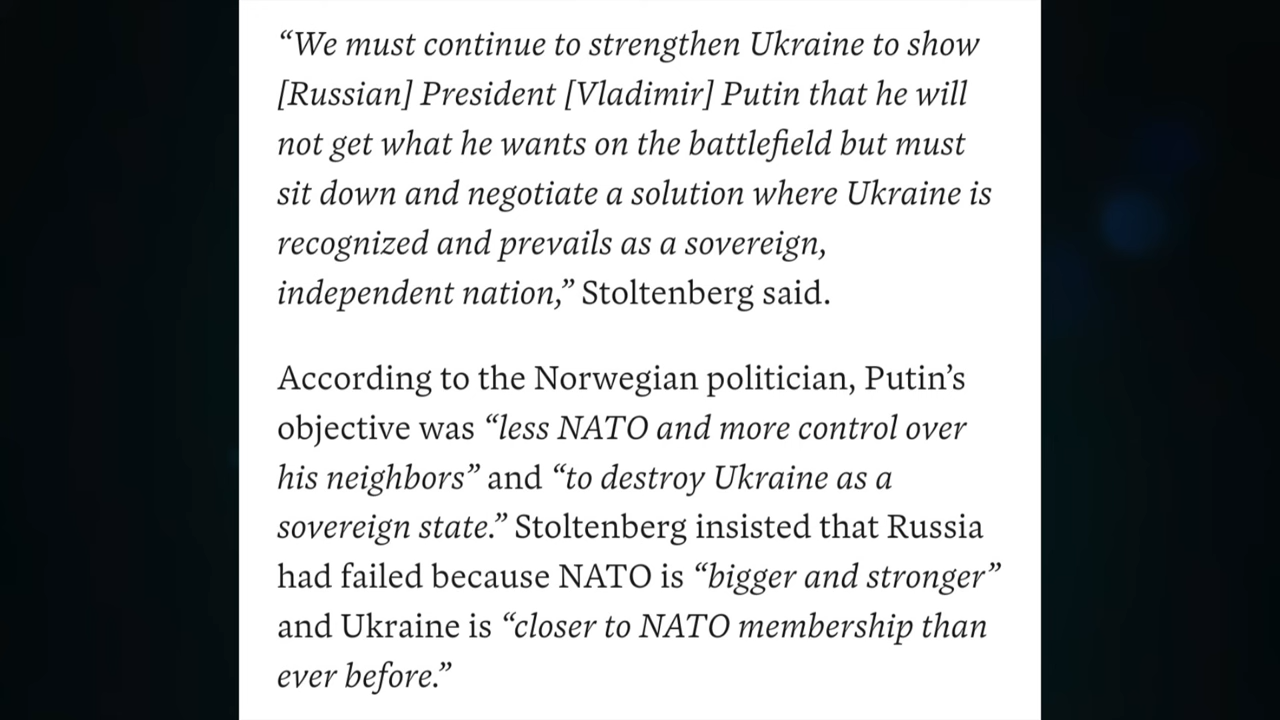 “We must continue to strengthen Ukraine to show
[Russian] President [Vladimir] Putin that he will
not get what he wants on the battlefield but must
sit down and negotiate a solution where Ukraine is
recognized and prevails as a sovereign,
independent nation,” Stoltenberg said.
According to the Norwegian politician, Putin’s
objective was “less NATO and more control over
his neighbors” and “to destroy Ukraine as a
sovereign state.” Stoltenberg insisted that Russia
had failed because NATO is “bigger and stronger”
and Ukraine is “closer to NATO membership than
ever before.”